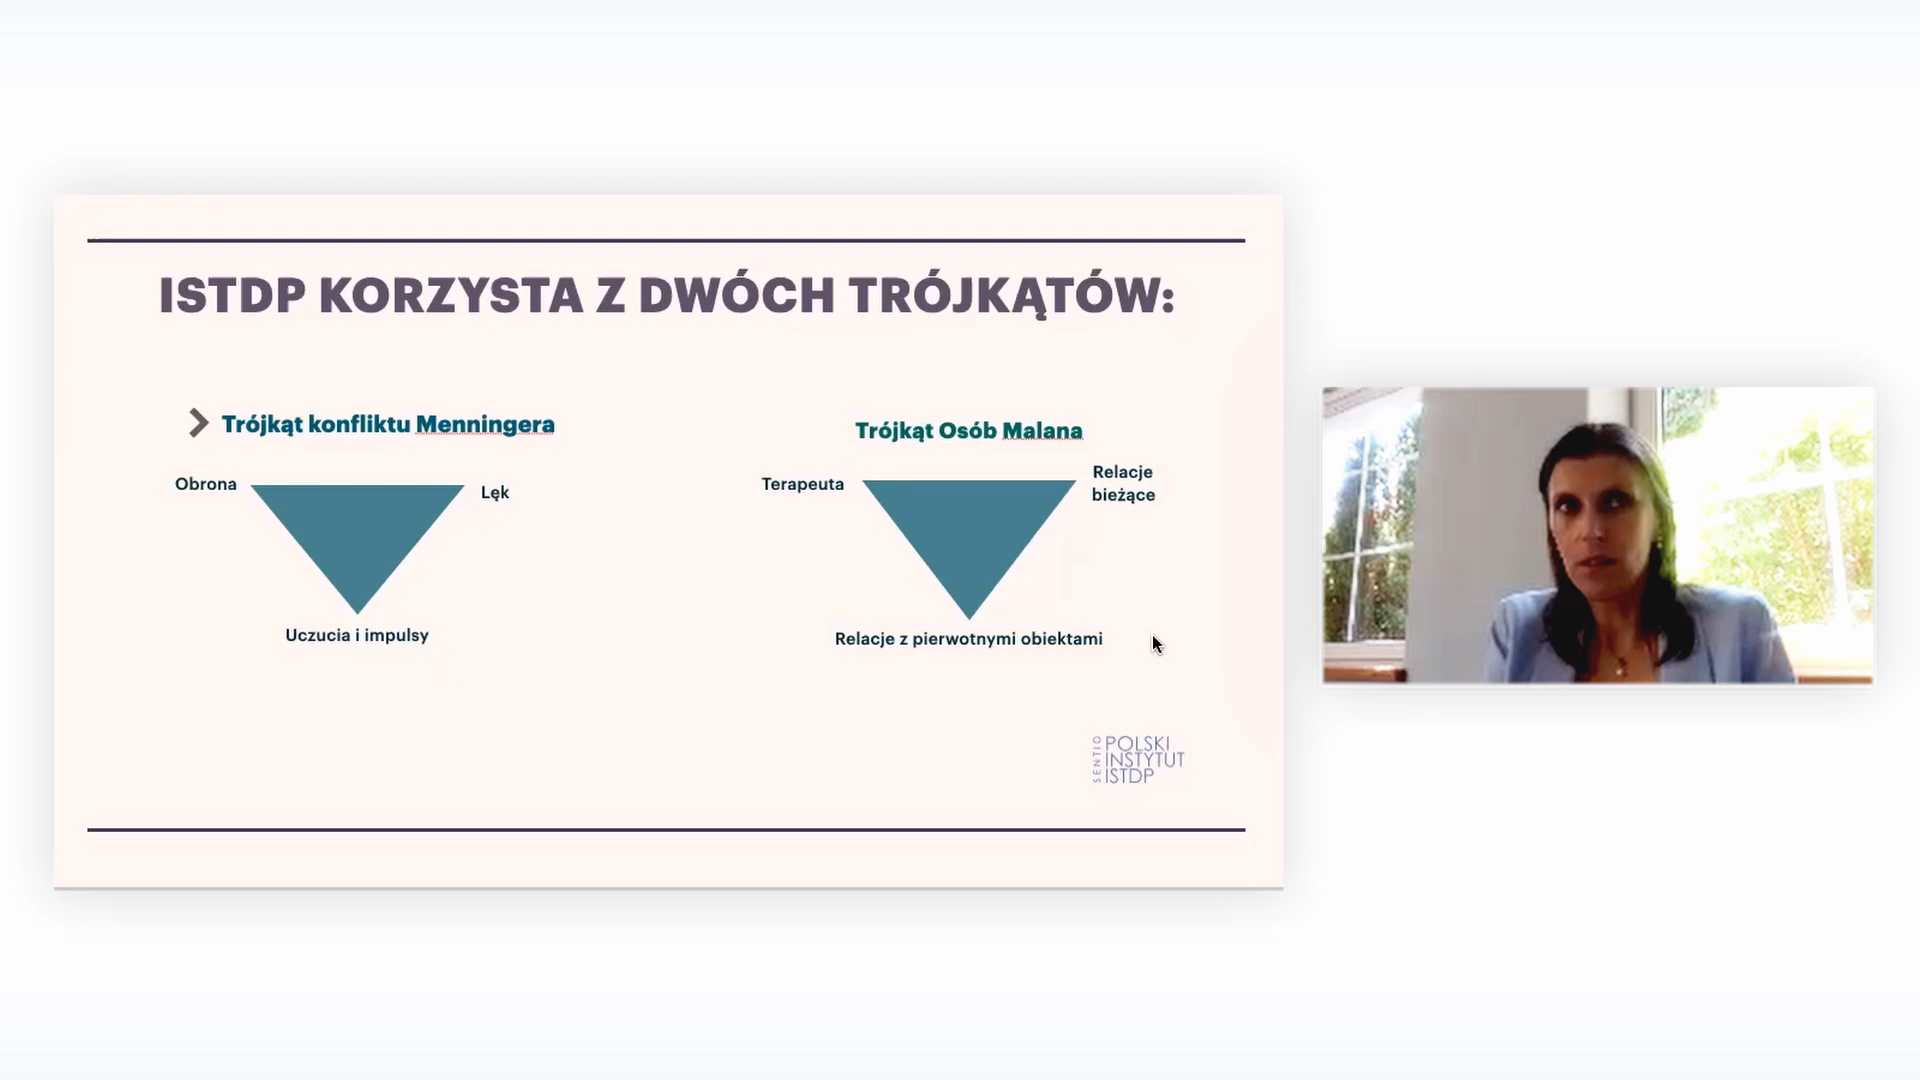 ISTDP KORZYSTA Z DWÓCH TRÓJKĄTÓW:
Trójkąt konfliktu Menningera
Obrona
Lęk
Uczucia i impulsy
Trójkąt Osób Malana
Terapeuta
Relacje
bieżące
Relacje z pierwotnymi obiektami
SENTIO
POLSKI
INSTYTUT
ISTDP